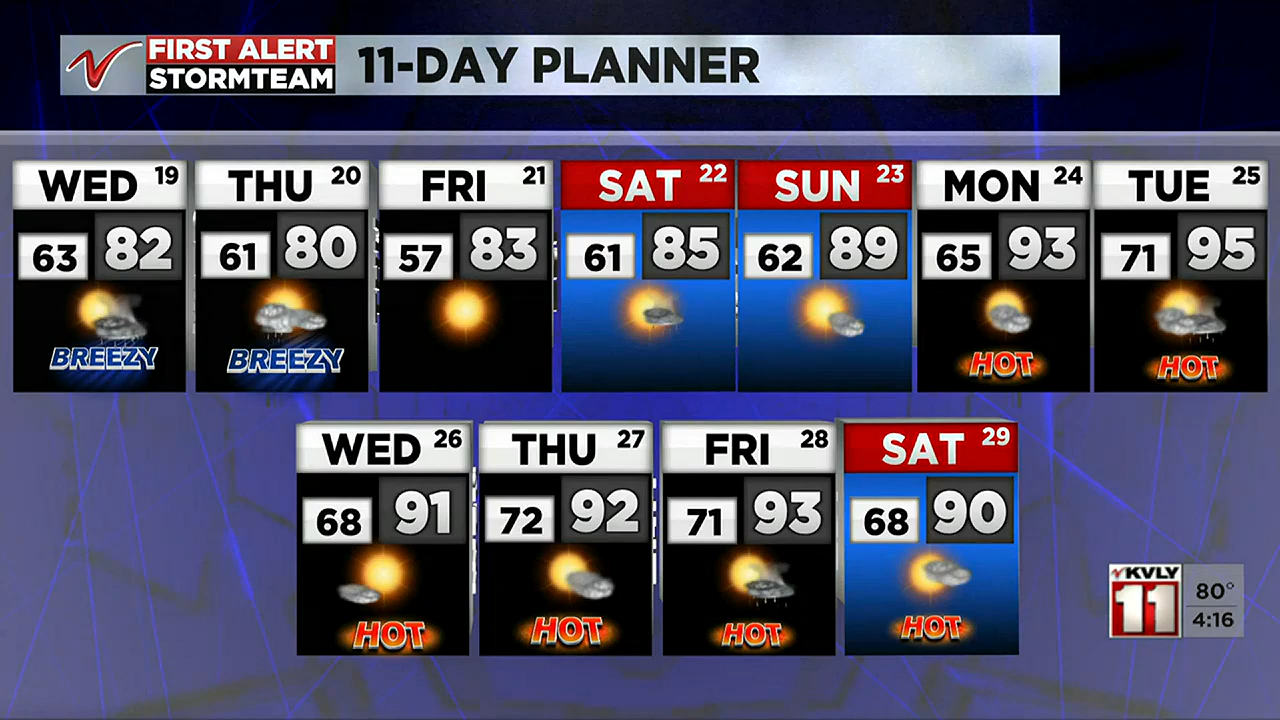 FIRST ALERT
STORMTEAM
11-DAY PLANNER
WED 19
63 82
BREEZY
THU 20
61 80
BREEZY
FRI 21
57 83
SAT 22
61 85
SUN 23
62 89
MON 24
65 93
HOT
TUE 25
71 95
HOT
WED 26
68 91
HOT
THU 27
72 92
HOT
FRI 28
71 93
HOT
SAT 29
68 90
HOT
KVLY
11
80°
4:16